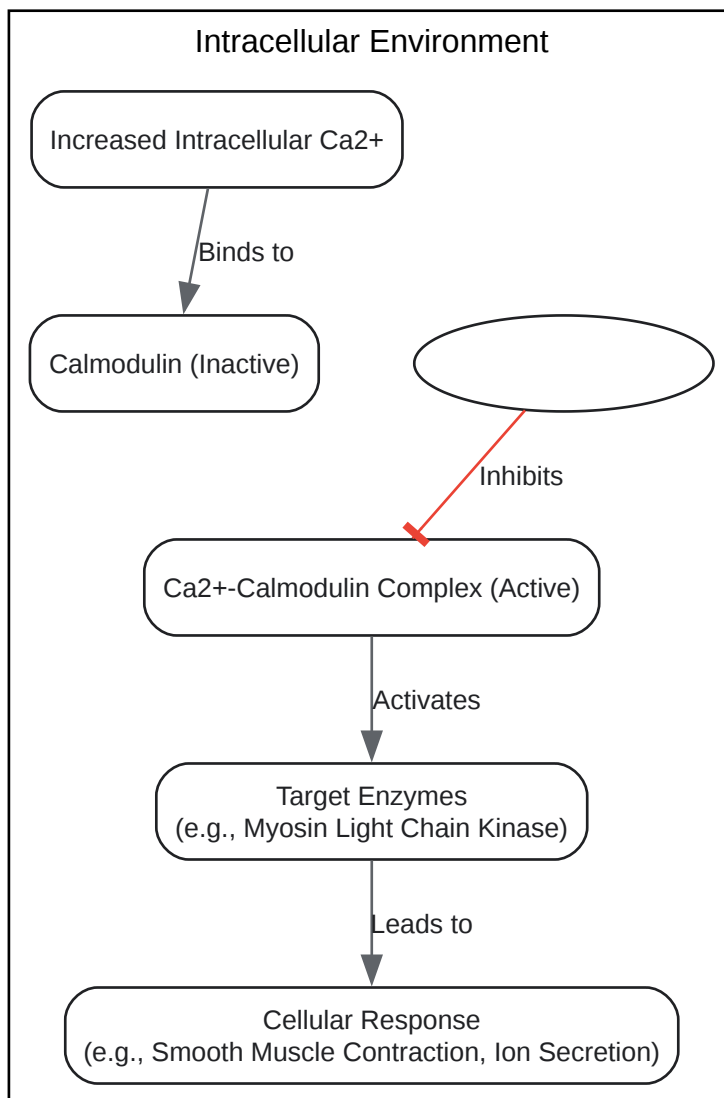 Intracellular Environment
Increased Intracellular Ca2+
Binds to
Calmodulin (Inactive)
Inhibits
Ca2+-Calmodulin Complex (Active)
Activates
Target Enzymes
(e.g., Myosin Light Chain Kinase)
Leads to
Cellular Response
(e.g., Smooth Muscle Contraction, Ion Secretion)